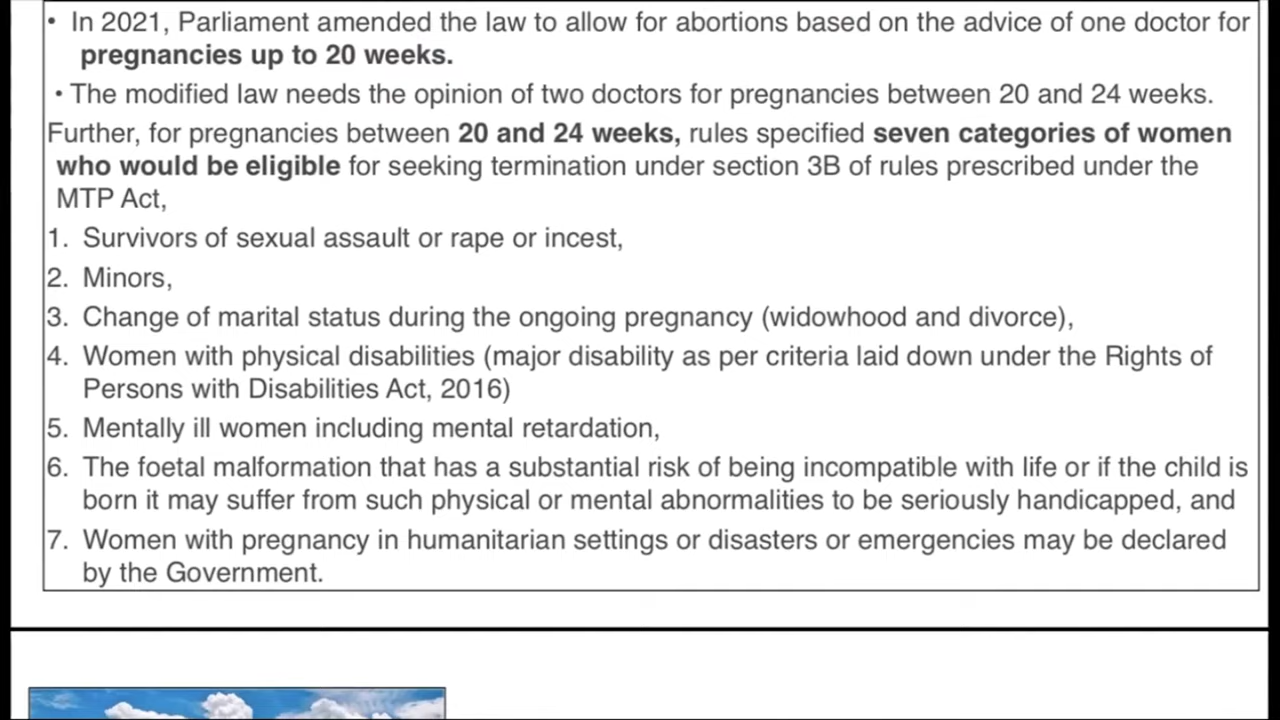 • In 2021, Parliament amended the law to allow for abortions based on the advice of one doctor for
pregnancies up to 20 weeks.
• The modified law needs the opinion of two doctors for pregnancies between 20 and 24 weeks.
Further, for pregnancies between 20 and 24 weeks, rules specified seven categories of women
who would be eligible for seeking termination under section 3B of rules prescribed under the
MTP Act,
1. Survivors of sexual assault or rape or incest,
2. Minors,
3. Change of marital status during the ongoing pregnancy (widowhood and divorce),
4. Women with physical disabilities (major disability as per criteria laid down under the Rights of
Persons with Disabilities Act, 2016)
5. Mentally ill women including mental retardation,
6. The foetal malformation that has a substantial risk of being incompatible with life or if the child is
born it may suffer from such physical or mental abnormalities to be seriously handicapped, and
7. Women with pregnancy in humanitarian settings or disasters or emergencies may be declared
by the Government.